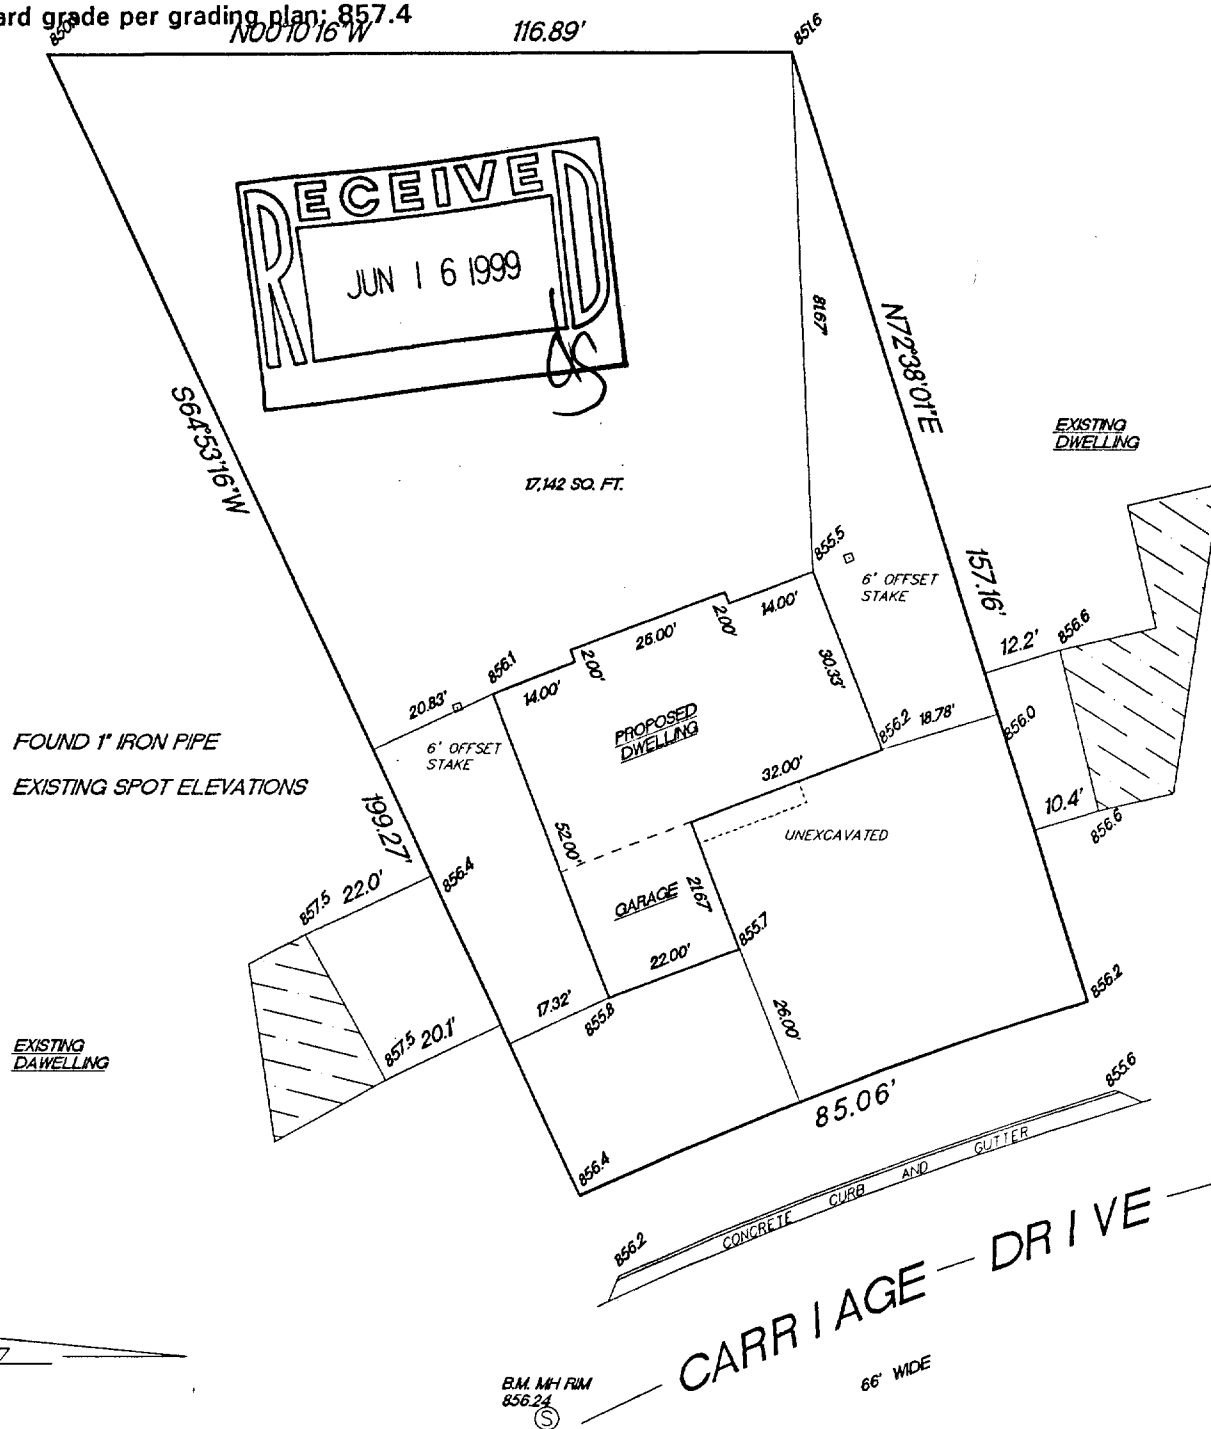 ard grade per grading plan: 857.4
N00°10'16"W
116.89'
851.6
RECEIVED
JUN 16 1999
81.67'
N72°38'01"E
S64°53'16"W
EXISTING
DWELLING
17,142 SQ. FT.
855.5
6' OFFSET
STAKE
157.16'
14.00'
2.00'
26.00'
2.00'
14.00'
856.1
20.83'
30.33'
12.2'
856.6
PROPOSED
DWELLING
856.2
18.78'
856.0
FOUND 1" IRON PIPE
6' OFFSET
STAKE
EXISTING SPOT ELEVATIONS
32.00'
199.27'
10.4'
856.6
52.00'
UNEXCAVATED
856.4
22.0'
857.5
GARAGE
21.67'
855.7
22.00'
17.32'
855.8
26.00'
856.2
857.5
20.1'
EXISTING
DAWELLING
85.06'
855.6
856.4
CONCRETE CURB AND GUTTER
856.2
CARRIAGE DRIVE
66' WIDE
B.M. MH RIM
856.24
S